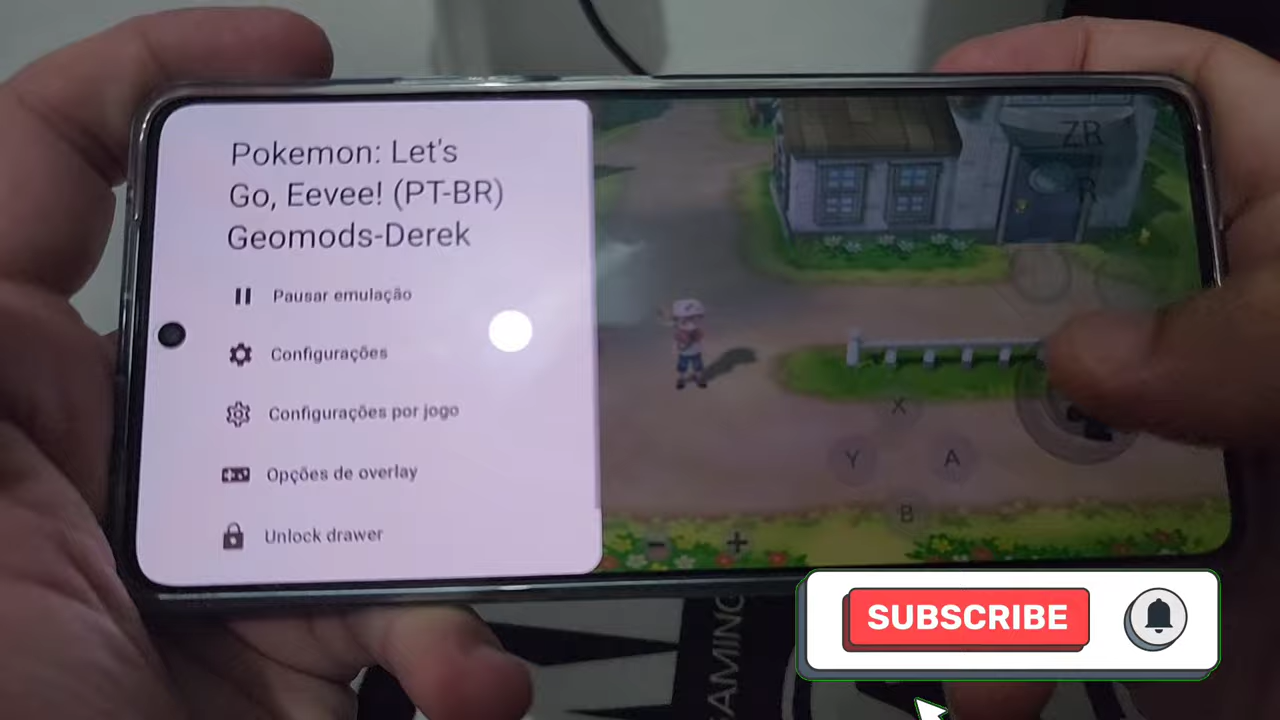 Pokemon: Let's
Go, Eevee! (PT-BR)
Geomods-Derek
Pausar emulação
Configurações
Configurações por jogo
Opções de overlay
Unlock drawer
ZR
R
X
Y
A
B
-
+
SUBSCRIBE
GAMING